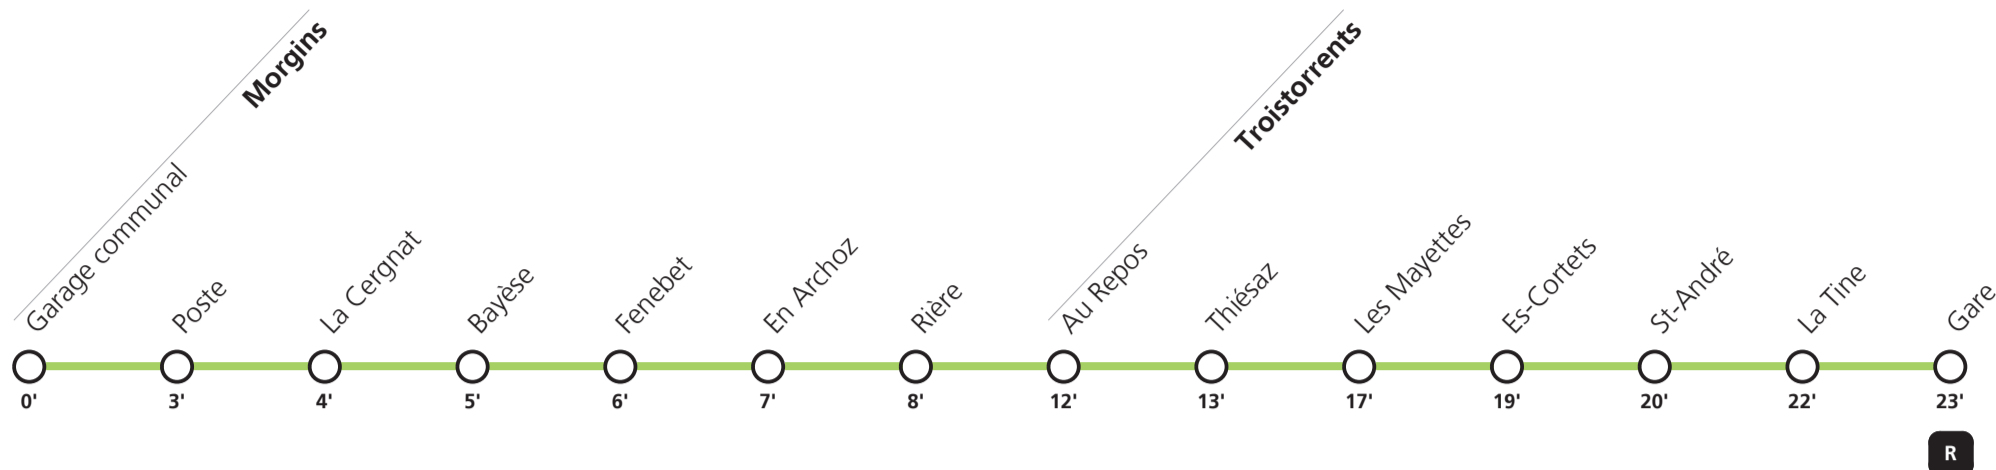 Morgins
Troistorrents
Garage communal
Poste
La Cergnat
Bayèse
Fenebet
En Archoz
Rière
Au Repos
Thiésaz
Les Mayettes
Es-Cortets
St-André
La Tine
Gare
0' 3' 4' 5' 6' 7' 8' 12' 13' 17' 19' 20' 22' 23'
R